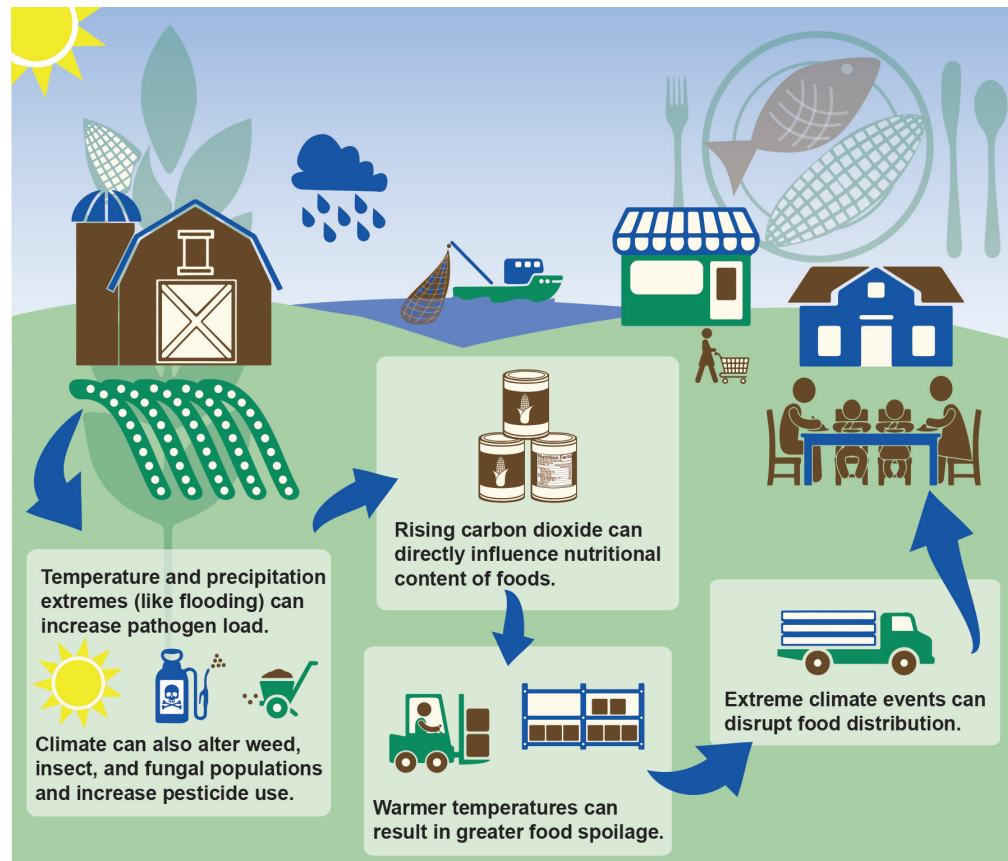 Temperature and precipitation
extremes (like flooding) can
increase pathogen load.
Climate can also alter weed,
insect, and fungal populations
and increase pesticide use.
Nutrition Facts
Rising carbon dioxide can
directly influence nutritional
content of foods.
Warmer temperatures can
result in greater food spoilage.
Extreme climate events can
disrupt food distribution.